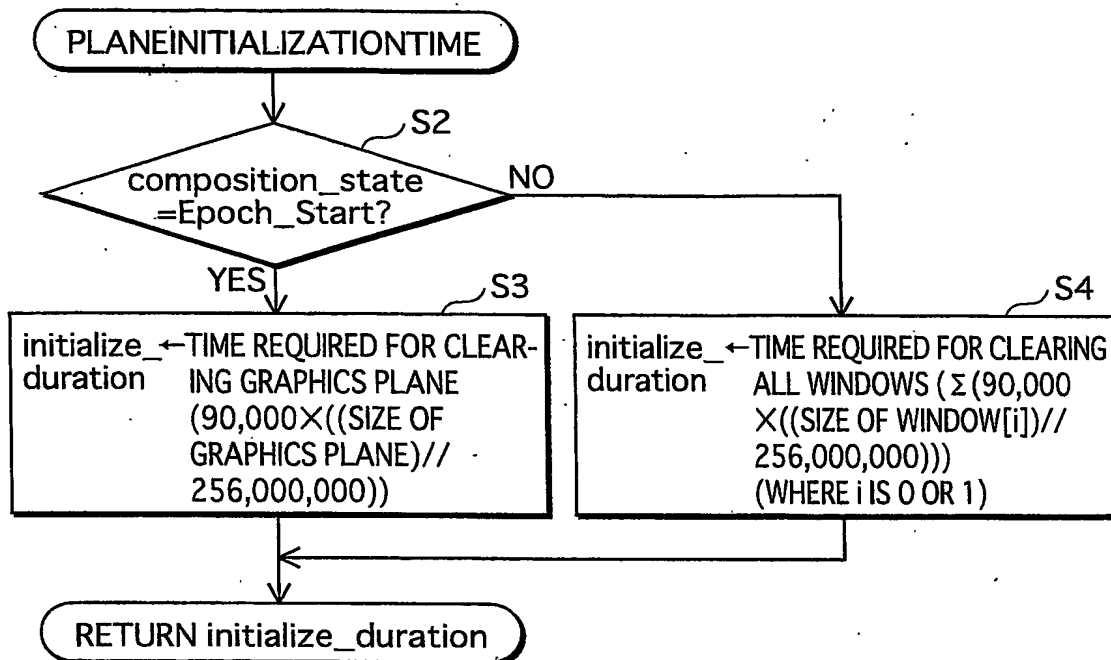 PLANEINITIALIZATIONTIME
S2
composition_state
=Epoch_Start?
NO
YES
S3
initialize_←TIME REQUIRED FOR CLEAR-
duration ING GRAPHICS PLANE
(90,000×((SIZE OF
GRAPHICS PLANE)//
256,000,000))
S4
initialize_←TIME REQUIRED FOR CLEARING
duration ALL WINDOWS (Σ(90,000
×((SIZE OF WINDOW[i])//
256,000,000)))
(WHERE i IS 0 OR 1)
RETURN initialize_duration